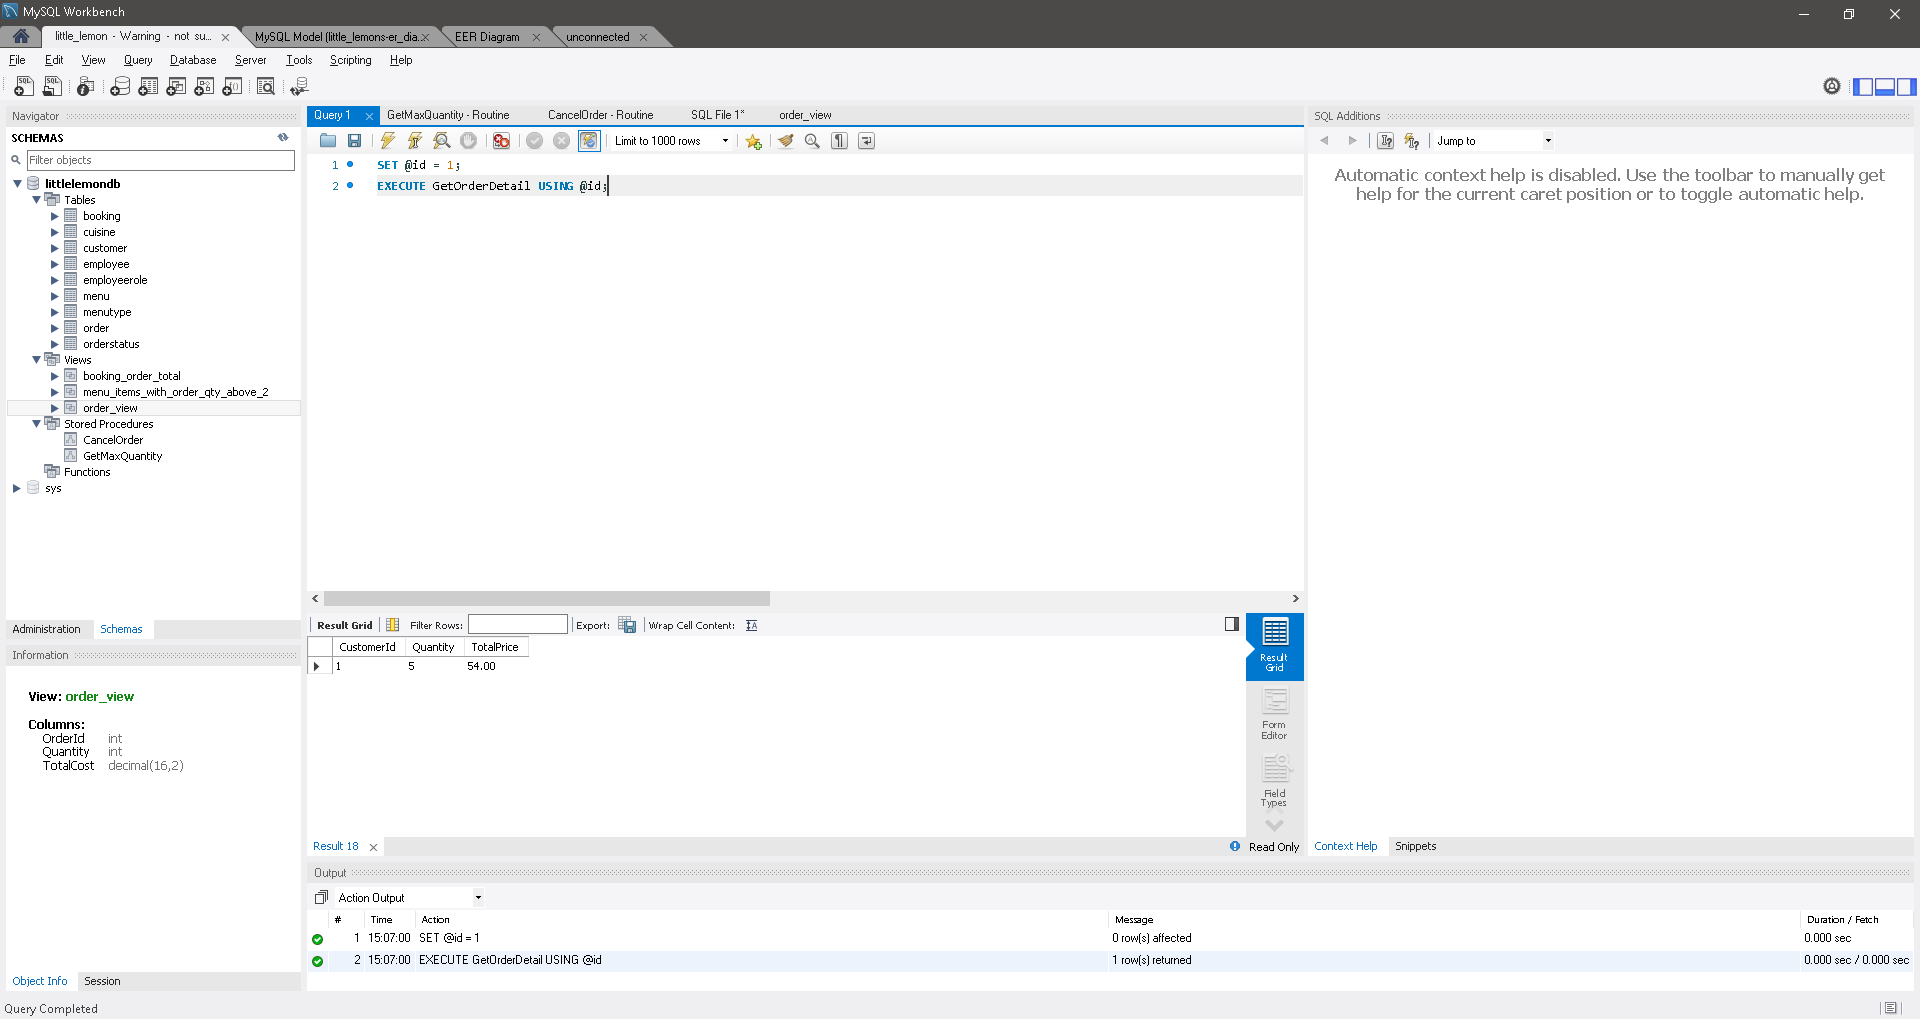 MySQL Workbench
little_lemon - Warning - not su...
MySQL Model (little_lemons-er_dia...
EER Diagram
unconnected
File Edit View Query Database Server Tools Scripting Help
Navigator
SCHEMAS
Filter objects
littlelemondb
Tables
booking
cuisine
customer
employee
employeerole
menu
menutype
order
orderstatus
Views
booking_order_total
menu_items_with_order_qty_above_2
order_view
Stored Procedures
CancelOrder
GetMaxQuantity
Functions
sys
Administration Schemas
Information
View: order_view
Columns:
OrderId int
Quantity int
TotalCost decimal(16,2)
Object Info Session
Query 1 GetMaxQuantity - Routine CancelOrder - Routine SQL File 1* order_view
Limit to 1000 rows
1 SET @id = 1;
2 EXECUTE GetOrderDetail USING @id;
Result Grid Filter Rows: Export: Wrap Cell Content:
CustomerId Quantity TotalPrice
1 5 54.00
Result
Grid
Form
Editor
Field
Types
Result 18
Read Only
SQL Additions
Jump to
Automatic context help is disabled. Use the toolbar to manually get
help for the current caret position or to toggle automatic help.
Context Help Snippets
Output
Action Output
# Time Action Message Duration / Fetch
1 15:07:00 SET @id = 1 0 row(s) affected 0.000 sec
2 15:07:00 EXECUTE GetOrderDetail USING @id 1 row(s) returned 0.000 sec / 0.000 sec
Query Completed